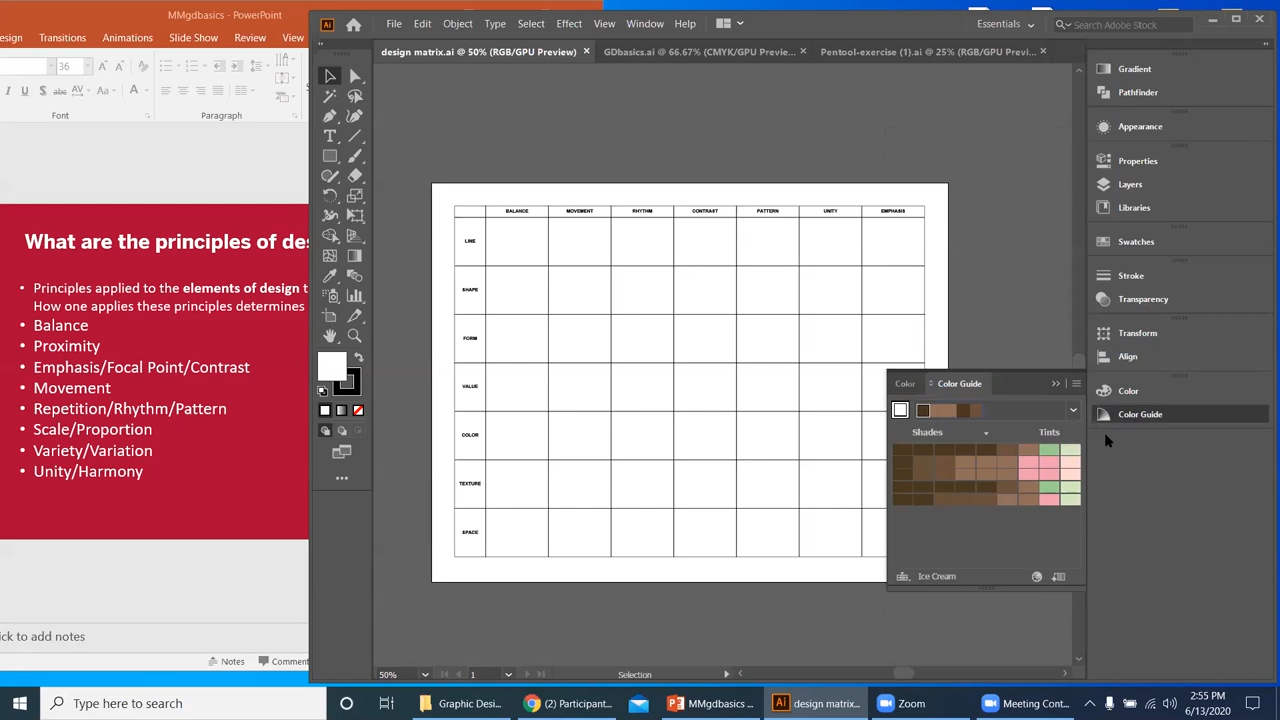 MMgdbasics - PowerPoint
File Edit Object Type Select Effect View Window Help
Essentials
Search Adobe Stock
Design Transitions Animations Slide Show Review View
36
Font
Paragraph
design matrix.ai @ 50% (RGB/GPU Preview)
GDbasics.ai @ 66.67% (CMYK/GPU Previe...
Pentool-exercise (1).ai @ 25% (RGB/GPU Previ...
What are the principles of des
• Principles applied to the elements of design t
How one applies these principles determines
• Balance
• Proximity
• Emphasis/Focal Point/Contrast
• Movement
• Repetition/Rhythm/Pattern
• Scale/Proportion
• Variety/Variation
• Unity/Harmony
ick to add notes
Notes
Comment
BALANCE MOVEMENT RHYTHM CONTRAST PATTERN UNITY EMPHASIS
LINE
SHAPE
FORM
VALUE
COLOR
TEXTURE
SPACE
Color
Color Guide
Shades
Tints
Ice Cream
Gradient
Pathfinder
Appearance
Properties
Layers
Libraries
Swatches
Stroke
Transparency
Transform
Align
Color
Color Guide
50%
1
Selection
Type here to search
Graphic Des...
(2) Participant...
MMgdbasics ...
design matrix...
Zoom
Meeting Cont...
2:55 PM
6/13/2020